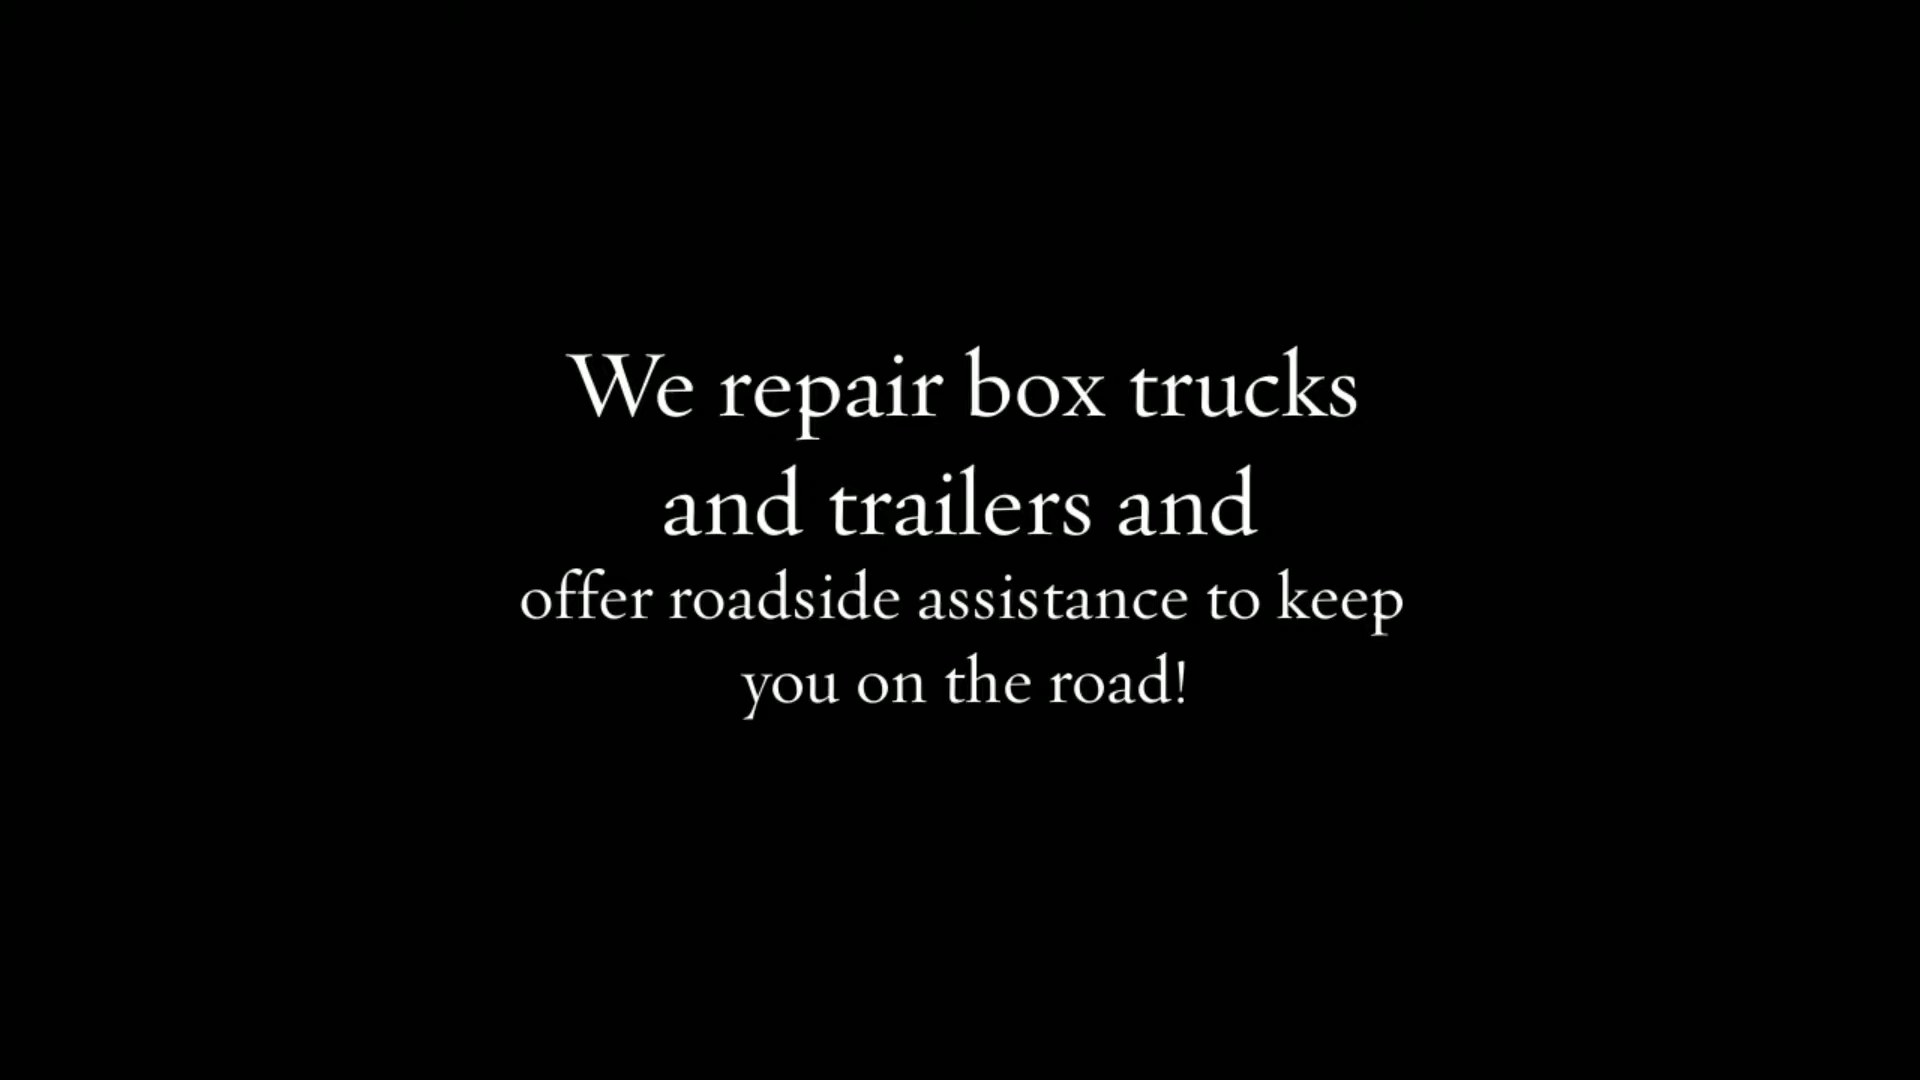 We repair box trucks
and trailers and
offer roadside assistance to keep
you on the road!